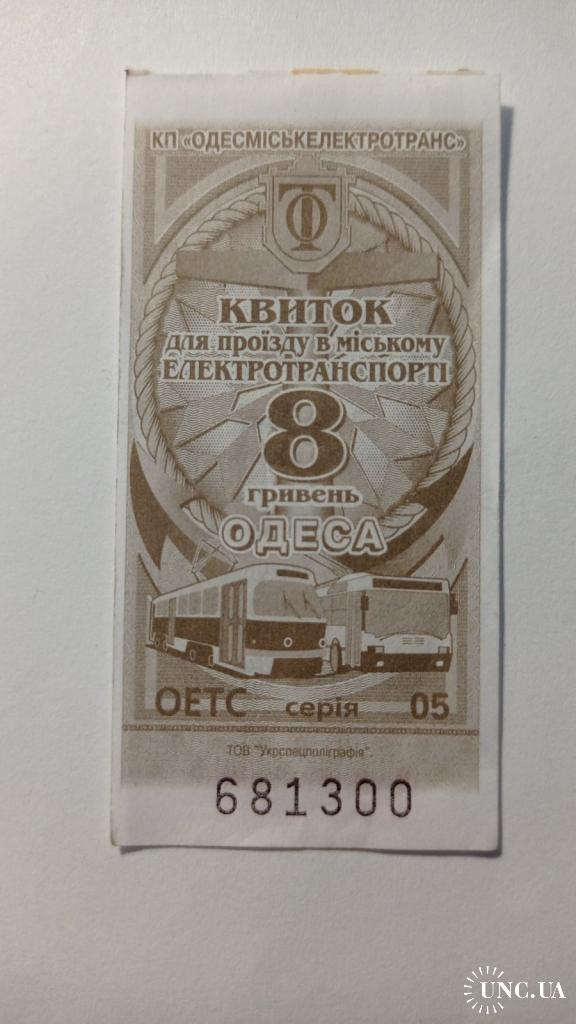 КП «ОДЕСМІСЬКЕЛЕКТРОТРАНС»
КВИТОК
для проїзду в міському
ЕЛЕКТРОТРАНСПОРТІ
8
гривень
ОДЕСА
ОЕТС серія 05
ТОВ "Укрспецполіграфія".
681300
UNC.UA